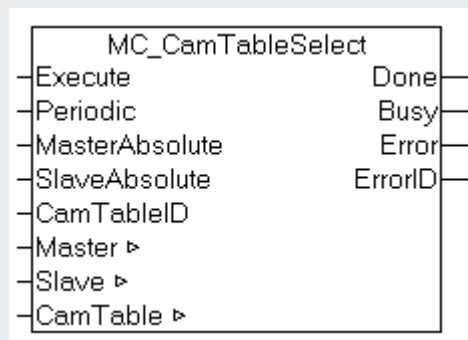 MC_CamTableSelect
Execute Done
Periodic Busy
MasterAbsolute Error
SlaveAbsolute ErrorID
CamTableID
Master ▹
Slave ▹
CamTable ▹